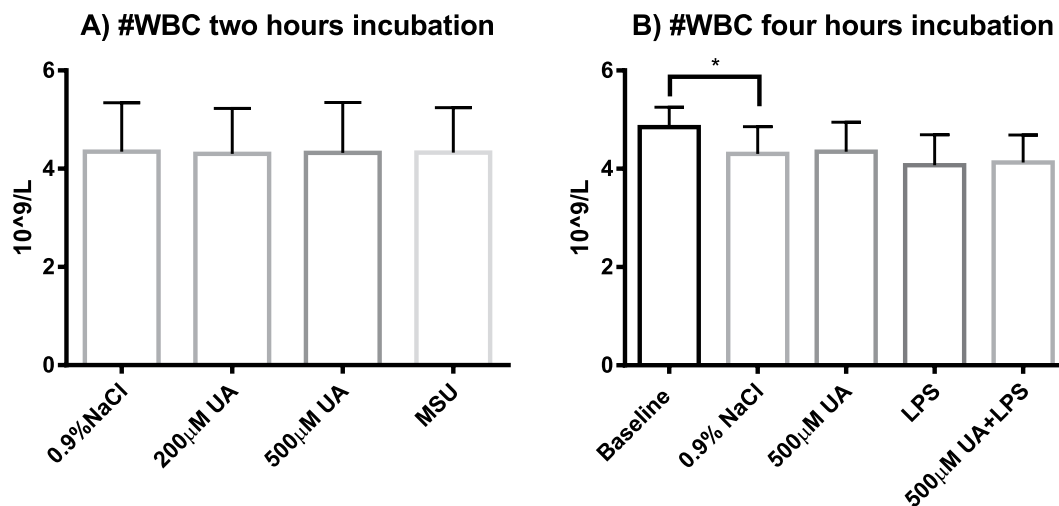 A) #WBC two hours incubation
10^9/L
6
4
2
0
0.9%NaCl
200μM UA
500μM UA
MSU
B) #WBC four hours incubation
10^9/L
6
4
2
0
*
Baseline
0.9% NaCl
500μM UA
LPS
500μM UA+LPS